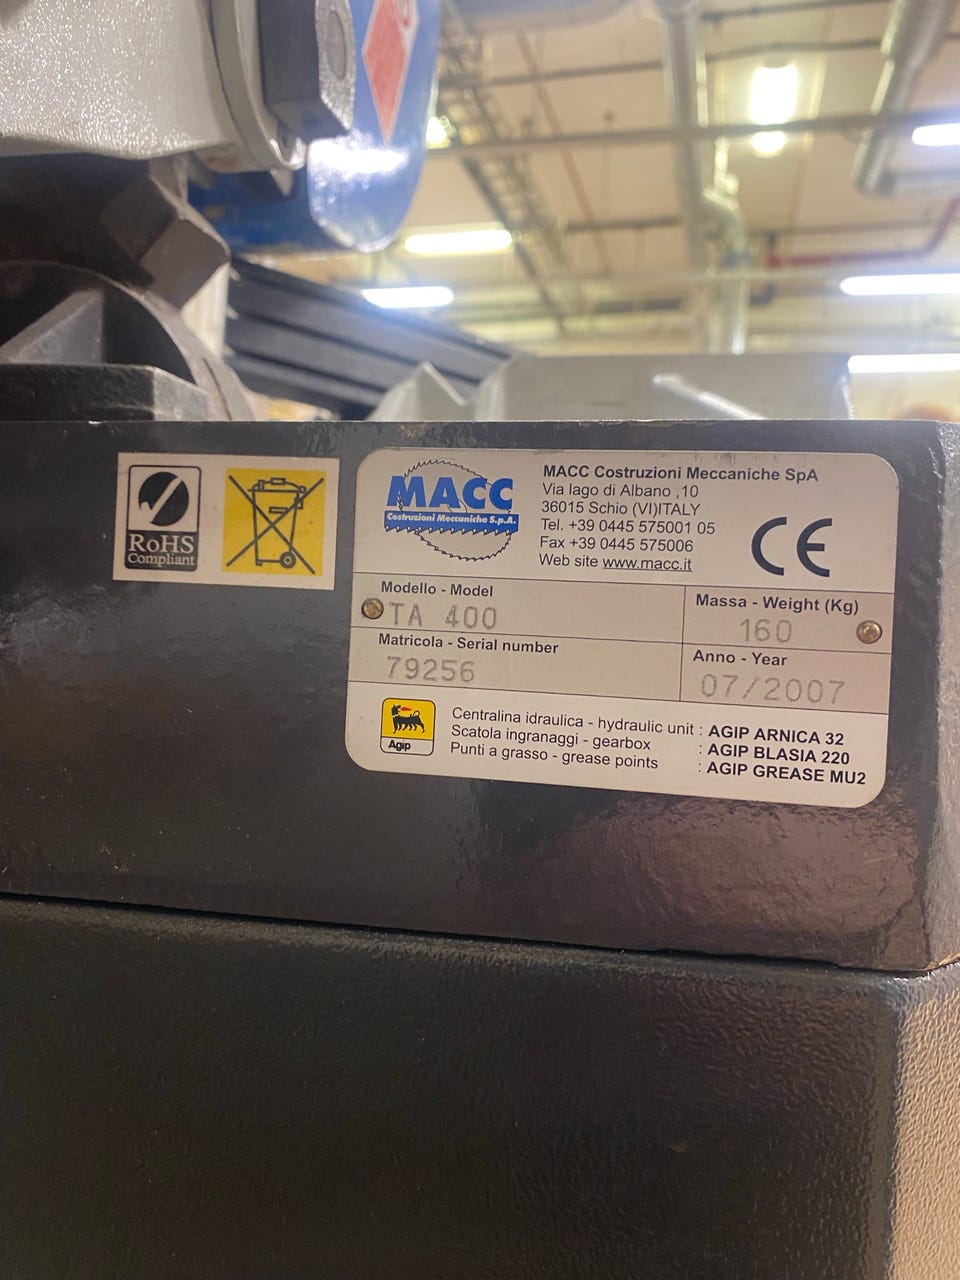 RoHS
Compliant
MACC
Costruzioni Meccaniche S.p.A.
MACC Costruzioni Meccaniche SpA
Via lago di Albano ,10
36015 Schio (VI)ITALY
Tel. +39 0445 575001 05
Fax +39 0445 575006
Web site www.macc.it
CE
Modello - Model
TA 400
Massa - Weight (Kg)
160
Matricola - Serial number
79256
Anno - Year
07/2007
Agip
Centralina idraulica - hydraulic unit : AGIP ARNICA 32
Scatola ingranaggi - gearbox : AGIP BLASIA 220
Punti a grasso - grease points : AGIP GREASE MU2